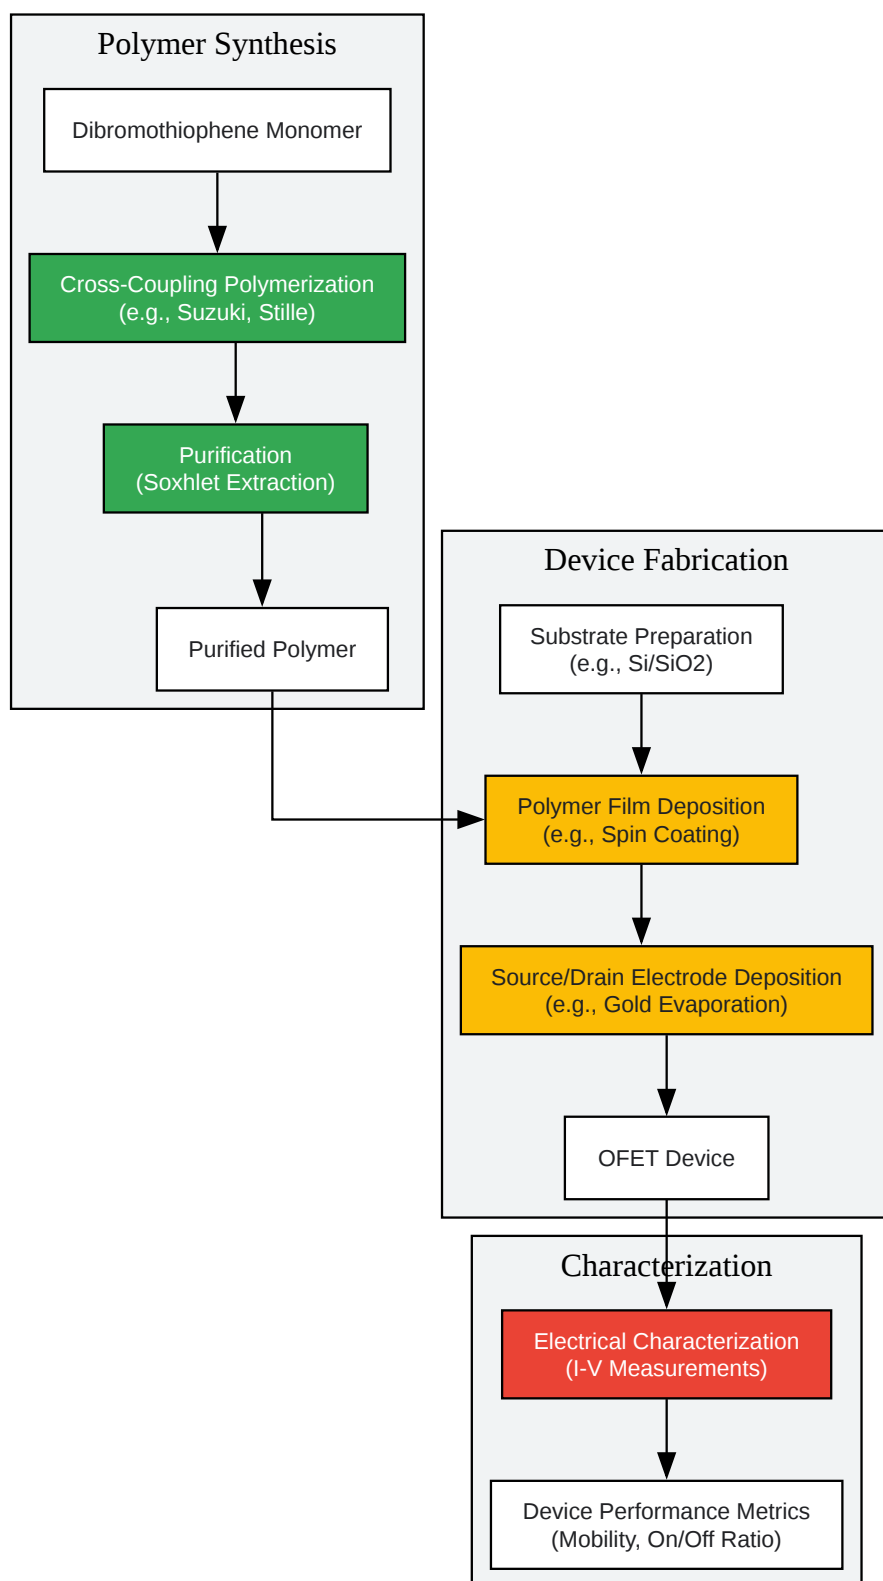 Polymer Synthesis
Dibromothiophene Monomer
Cross-Coupling Polymerization
(e.g., Suzuki, Stille)
Purification
(Soxhlet Extraction)
Purified Polymer
Device Fabrication
Substrate Preparation
(e.g., Si/SiO2)
Polymer Film Deposition
(e.g., Spin Coating)
Source/Drain Electrode Deposition
(e.g., Gold Evaporation)
OFET Device
Characterization
Electrical Characterization
(I-V Measurements)
Device Performance Metrics
(Mobility, On/Off Ratio)